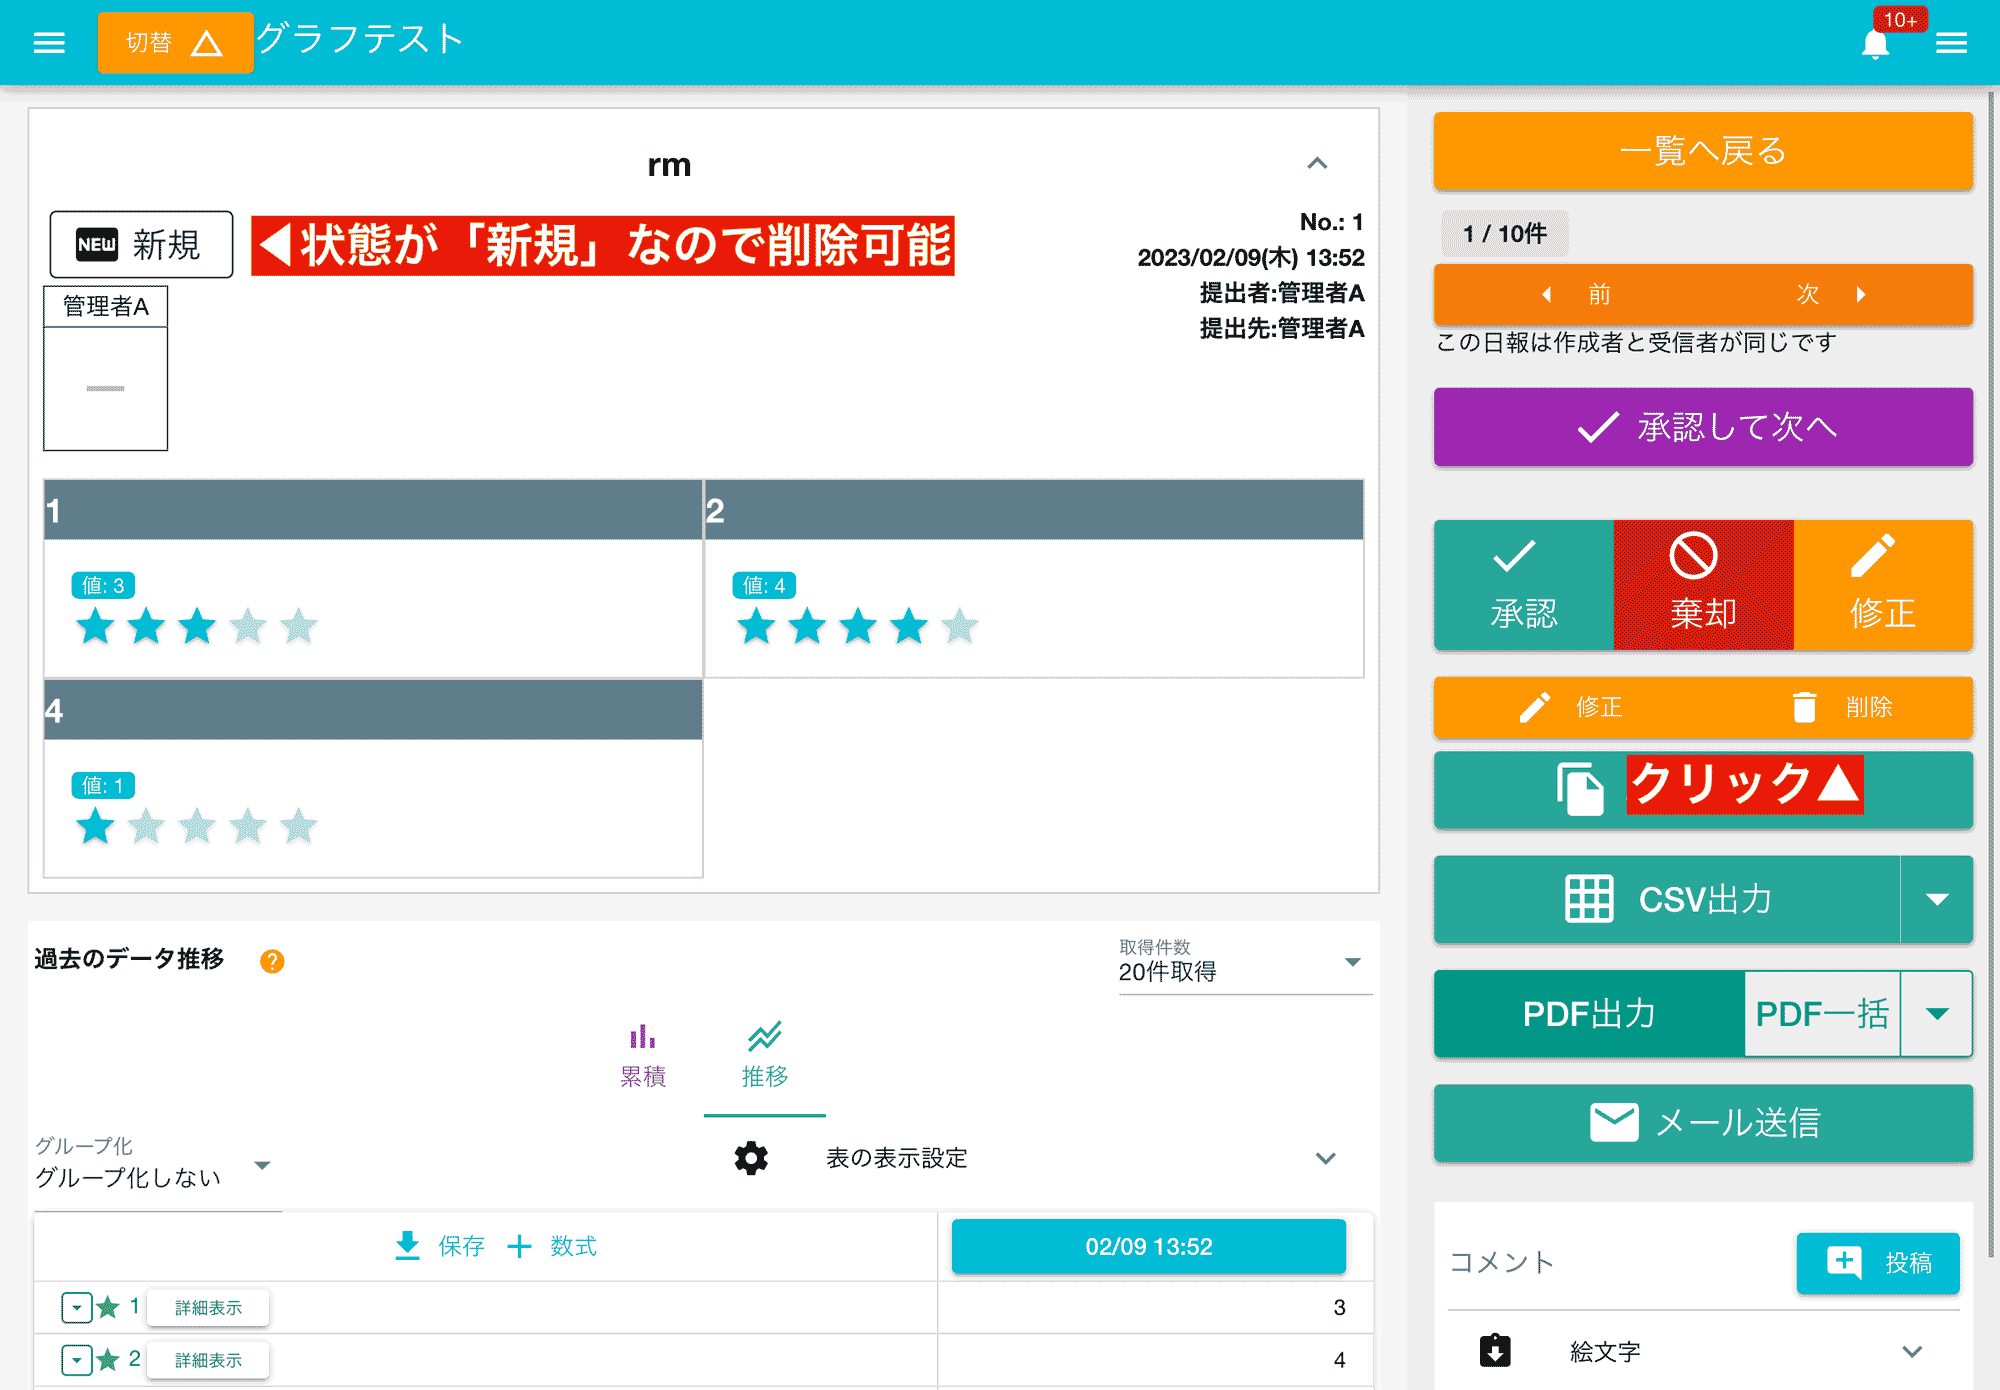 切替
グラフテスト
10+
rm
NEW 新規
◀状態が「新規」なので削除可能
No.: 1
2023/02/09(木) 13:52
提出者:管理者A
提出先:管理者A
管理者A
1
2
値: 3
値: 4
4
値: 1
過去のデータ推移
取得件数
20件取得
累積
推移
グループ化
グループ化しない
表の表示設定
保存
数式
02/09 13:52
1 詳細表示 3
2 詳細表示 4
一覧へ戻る
1 / 10件
前 次
この日報は作成者と受信者が同じです
承認して次へ
承認 棄却 修正
修正 削除
クリック▲
CSV出力
PDF出力 PDF一括
メール送信
コメント
投稿
絵文字